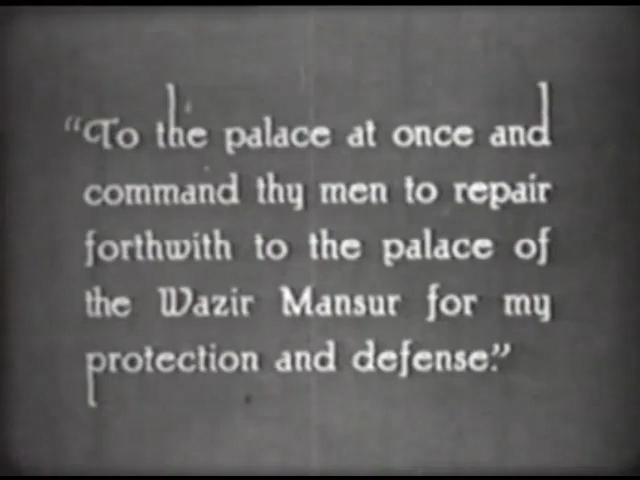 “To the palace at once and
command thy men to repair
forthwith to the palace of
the Wazir Mansur for my
protection and defense.”